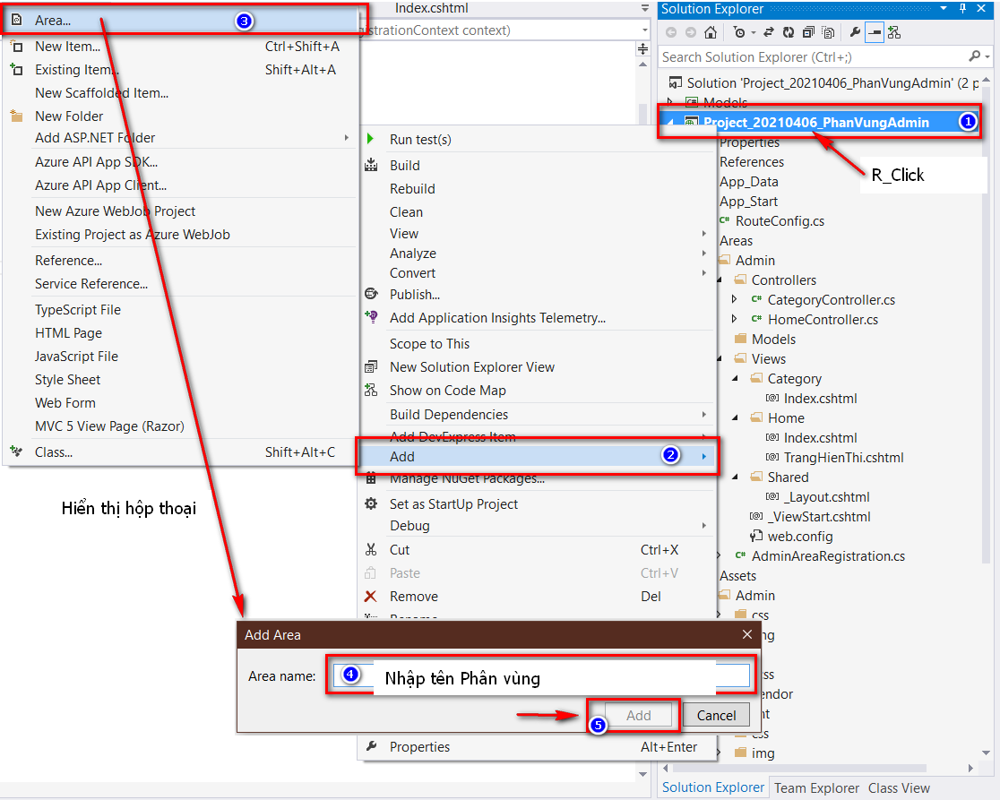 Area...
3
New Item... Ctrl+Shift+A
Existing Item... Shift+Alt+A
New Scaffolded Item...
New Folder
Add ASP.NET Folder
Azure API App SDK...
Azure API App Client...
New Azure WebJob Project
Existing Project as Azure WebJob
Reference...
Service Reference...
TypeScript File
HTML Page
JavaScript File
Style Sheet
Web Form
MVC 5 View Page (Razor)
Class... Shift+Alt+C
Hiển thị hộp thoại
Index.cshtml
gistrationContext context)
Run test(s)
Build
Rebuild
Clean
View
Analyze
Convert
Publish...
Add Application Insights Telemetry...
Scope to This
New Solution Explorer View
Show on Code Map
Build Dependencies
Add DevExpress Item
Add
2
Manage NuGet Packages...
Set as StartUp Project
Debug
Cut Ctrl+X
Paste Ctrl+V
Remove Del
Properties Alt+Enter
Add Area
Area name:
4
Nhập tên Phân vùng
5
Add
Cancel
Solution Explorer
Search Solution Explorer (Ctrl+;)
Solution 'Project_20210406_PhanVungAdmin' (2 p
Models
Project_20210406_PhanVungAdmin
1
Properties
R_Click
References
App_Data
App_Start
RouteConfig.cs
Areas
Admin
Controllers
CategoryController.cs
HomeController.cs
Models
Views
Category
Index.cshtml
Home
Index.cshtml
TrangHienThi.cshtml
Shared
_Layout.cshtml
_ViewStart.cshtml
web.config
AdminAreaRegistration.cs
Assets
Admin
css
ng
ss
endor
nt
css
img
Solution Explorer Team Explorer Class View